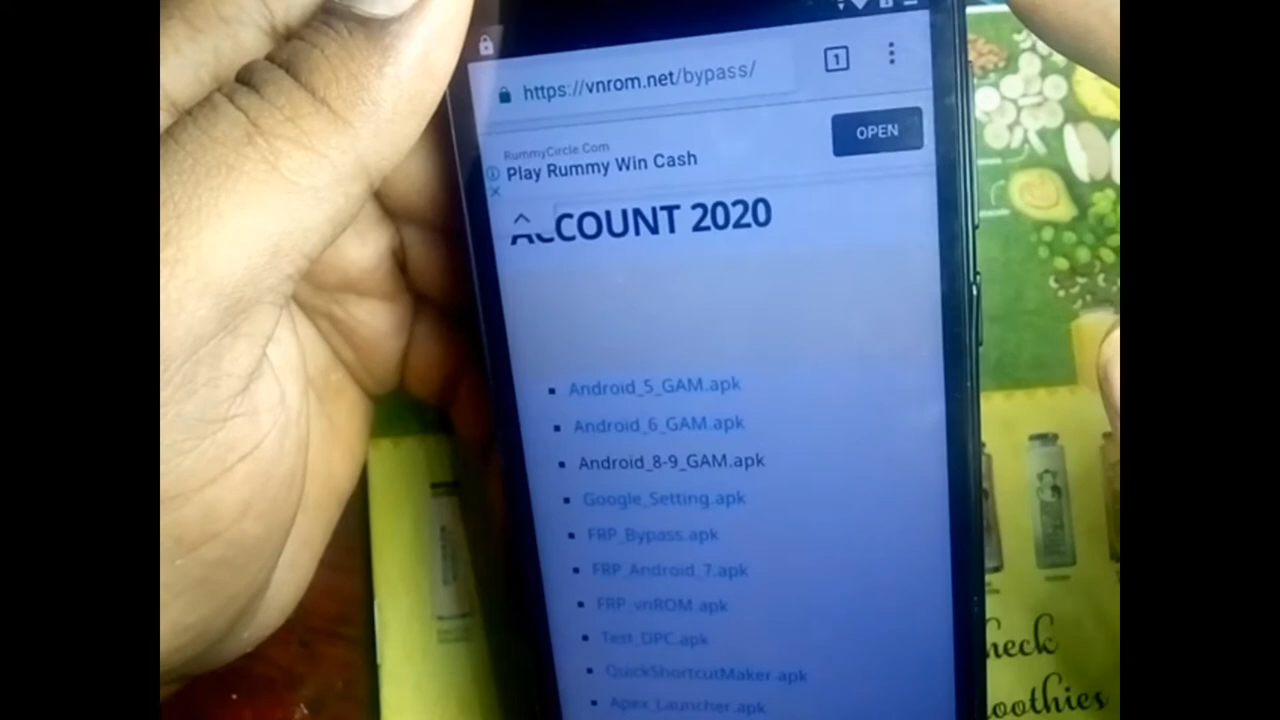 https://vnrom.net/bypass/
1
RummyCircle.Com
Play Rummy Win Cash
OPEN
ACCOUNT 2020
Android_5_GAM.apk
Android_6_GAM.apk
Android_8-9_GAM.apk
Google_Setting.apk
FRP_Bypass.apk
FRP_Android_7.apk
FRP_vnROM.apk
Test_DPC.apk
QuickShortcutMaker.apk
Apex_Launcher.apk
heck
oothies